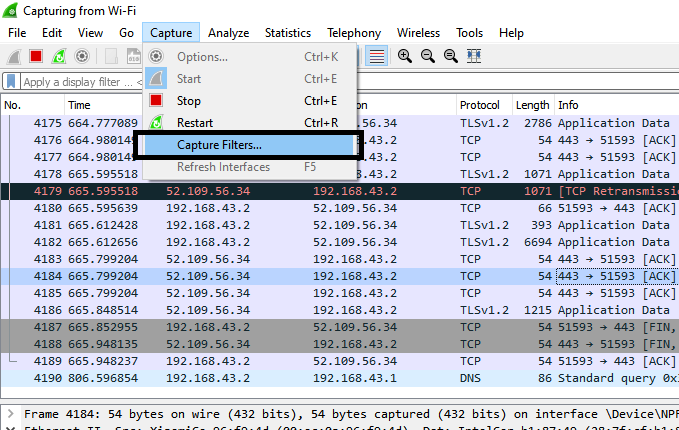 Capturing from Wi-Fi
File Edit View Go Capture Analyze Statistics Telephony Wireless Tools Help
Options... Ctrl+K
Start Ctrl+E
Stop Ctrl+E
Restart Ctrl+R
Capture Filters...
Refresh Interfaces F5
Apply a display filter ... <
No. Time on Protocol Length Info
4175 664.777089 56.34 TLSv1.2 2786 Application Data
4176 664.980149 43.2 TCP 54 443 → 51593 [ACK]
4177 664.980149 43.2 TCP 54 443 → 51593 [ACK]
4178 665.595518 43.2 TLSv1.2 1071 Application Data
4179 665.595518 52.109.56.34 192.168.43.2 TCP 1071 [TCP Retransmissio
4180 665.595639 192.168.43.2 52.109.56.34 TCP 66 51593 → 443 [ACK]
4181 665.612428 192.168.43.2 52.109.56.34 TLSv1.2 393 Application Data
4182 665.612656 192.168.43.2 52.109.56.34 TLSv1.2 6694 Application Data
4183 665.799204 52.109.56.34 192.168.43.2 TCP 54 443 → 51593 [ACK]
4184 665.799204 52.109.56.34 192.168.43.2 TCP 54 443 → 51593 [ACK]
4185 665.799204 52.109.56.34 192.168.43.2 TCP 54 443 → 51593 [ACK]
4186 665.848514 52.109.56.34 192.168.43.2 TLSv1.2 1215 Application Data
4187 665.852955 192.168.43.2 52.109.56.34 TCP 54 51593 → 443 [FIN,
4188 665.948135 52.109.56.34 192.168.43.2 TCP 54 443 → 51593 [FIN,
4189 665.948237 192.168.43.2 52.109.56.34 TCP 54 51593 → 443 [ACK]
4190 806.596854 192.168.43.2 192.168.43.1 DNS 86 Standard query 0x
Frame 4184: 54 bytes on wire (432 bits), 54 bytes captured (432 bits) on interface \Device\NPF